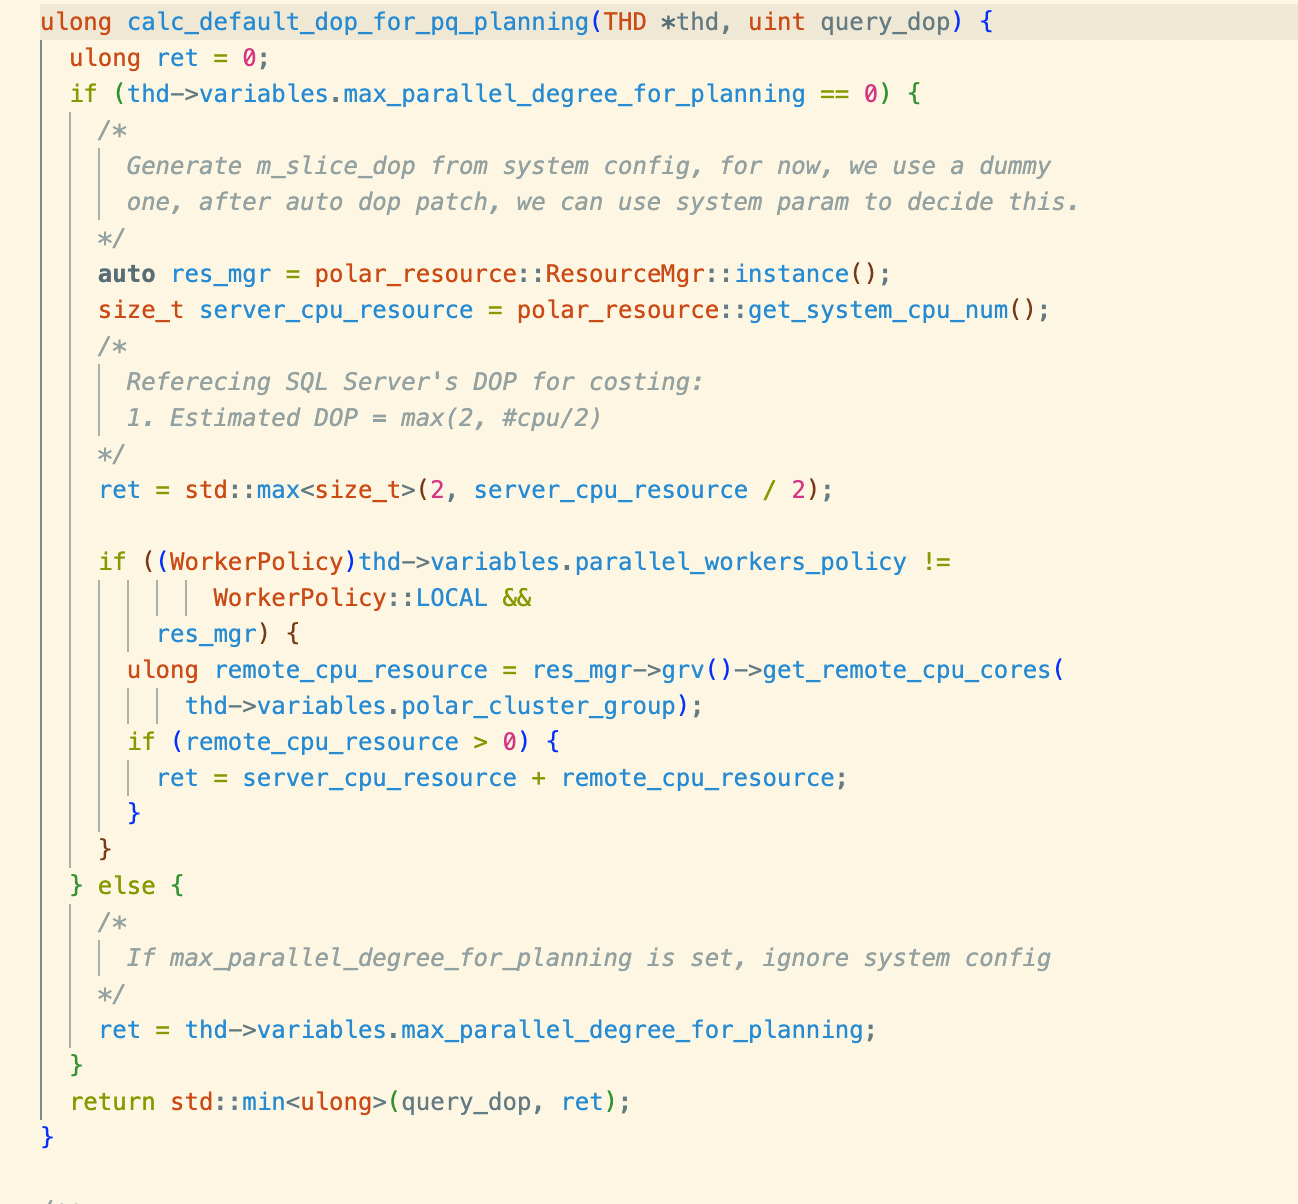 ulong calc_default_dop_for_pq_planning(THD *thd, uint query_dop) {
  ulong ret = 0;
  if (thd->variables.max_parallel_degree_for_planning == 0) {
    /*
      Generate m_slice_dop from system config, for now, we use a dummy
      one, after auto dop patch, we can use system param to decide this.
    */
    auto res_mgr = polar_resource::ResourceMgr::instance();
    size_t server_cpu_resource = polar_resource::get_system_cpu_num();
    /*
      Referecing SQL Server's DOP for costing:
      1. Estimated DOP = max(2, #cpu/2)
    */
    ret = std::max<size_t>(2, server_cpu_resource / 2);

    if ((WorkerPolicy)thd->variables.parallel_workers_policy !=
            WorkerPolicy::LOCAL &&
        res_mgr) {
      ulong remote_cpu_resource = res_mgr->grv()->get_remote_cpu_cores(
          thd->variables.polar_cluster_group);
      if (remote_cpu_resource > 0) {
        ret = server_cpu_resource + remote_cpu_resource;
      }
    }
  } else {
    /*
      If max_parallel_degree_for_planning is set, ignore system config
    */
    ret = thd->variables.max_parallel_degree_for_planning;
  }
  return std::min<ulong>(query_dop, ret);
}